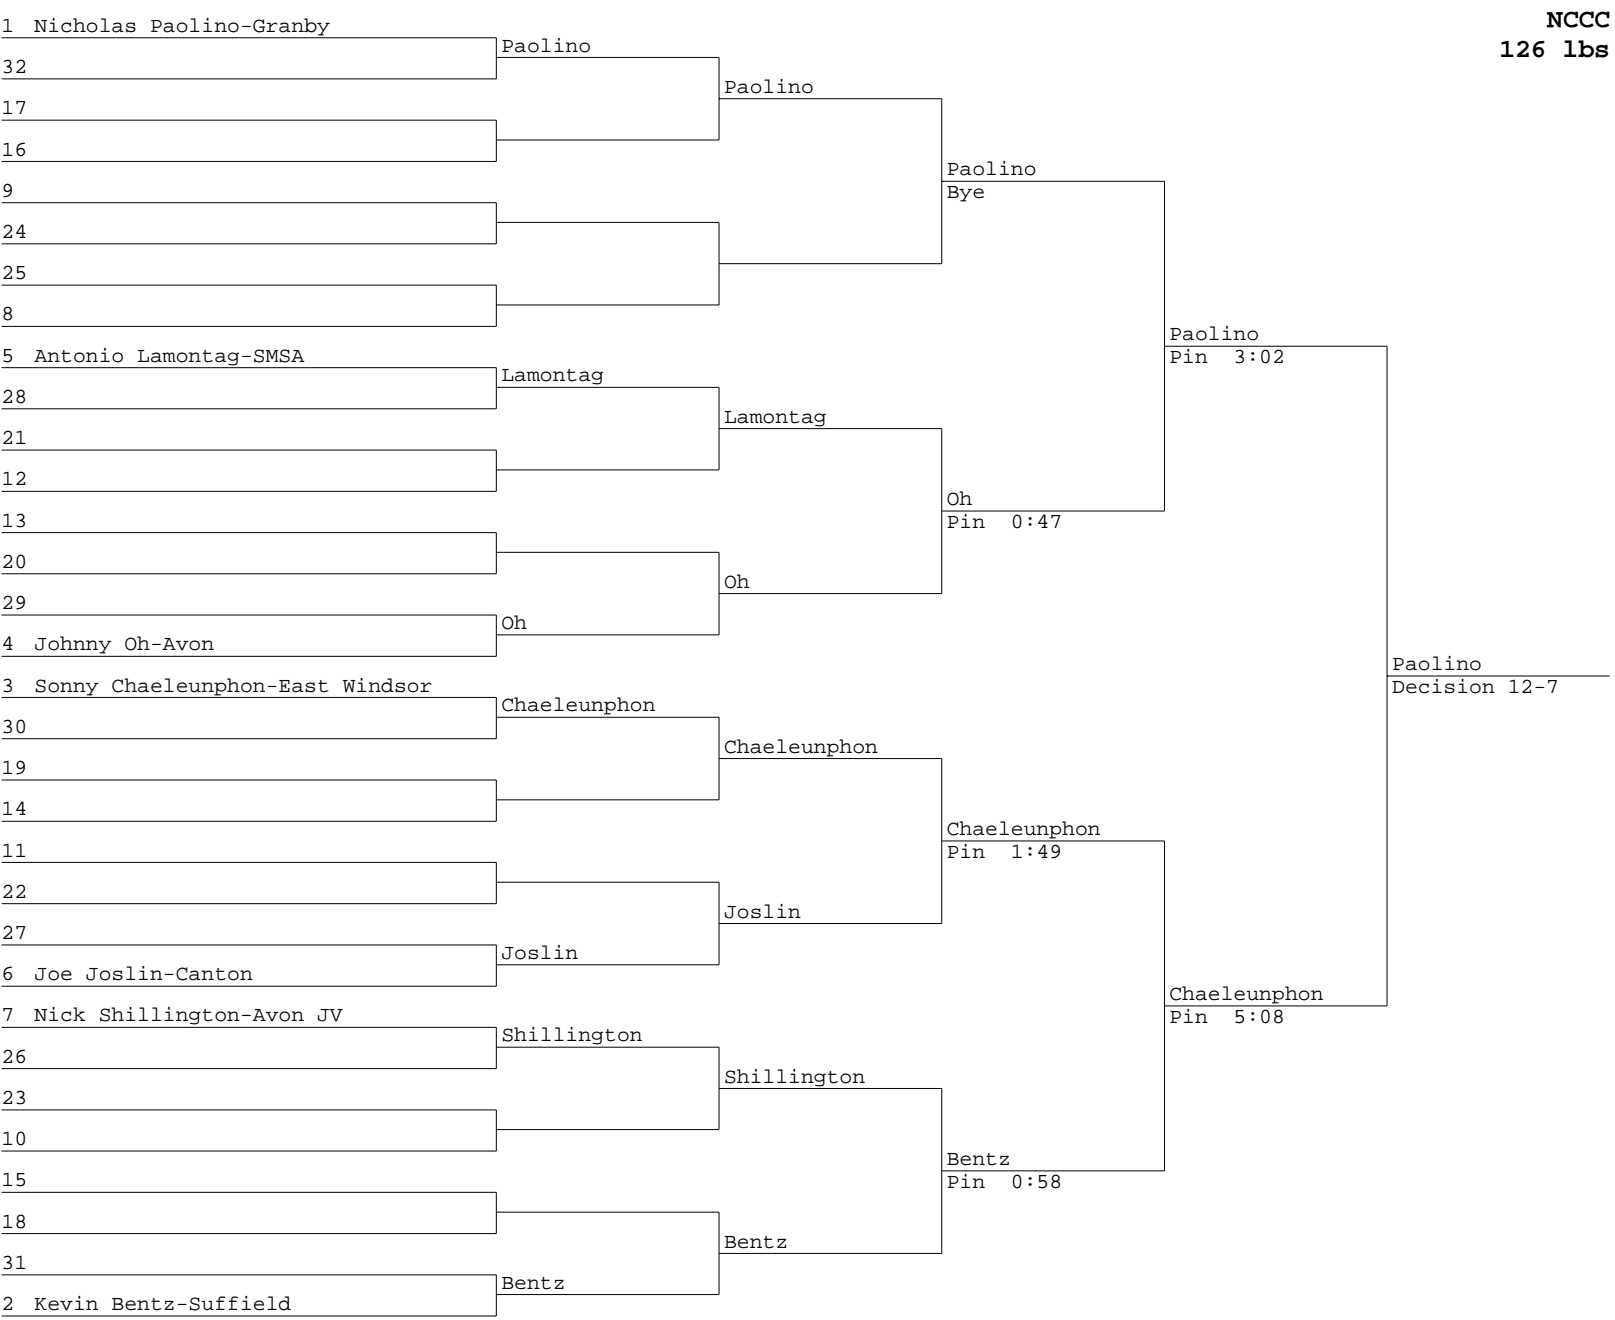 NCCC
126 lbs
1 Nicholas Paolino-Granby
32
17
16
9
24
25
8
5 Antonio Lamontag-SMSA
28
21
12
13
20
29
4 Johnny Oh-Avon
3 Sonny Chaeleunphon-East Windsor
30
19
14
11
22
27
6 Joe Joslin-Canton
7 Nick Shillington-Avon JV
26
23
10
15
18
31
2 Kevin Bentz-Suffield
Paolino
Lamontag
Oh
Chaeleunphon
Joslin
Shillington
Bentz
Paolino
Lamontag
Oh
Chaeleunphon
Joslin
Shillington
Bentz
Paolino
Bye
Oh
Pin 0:47
Chaeleunphon
Pin 1:49
Bentz
Pin 0:58
Paolino
Pin 3:02
Chaeleunphon
Pin 5:08
Paolino
Decision 12-7